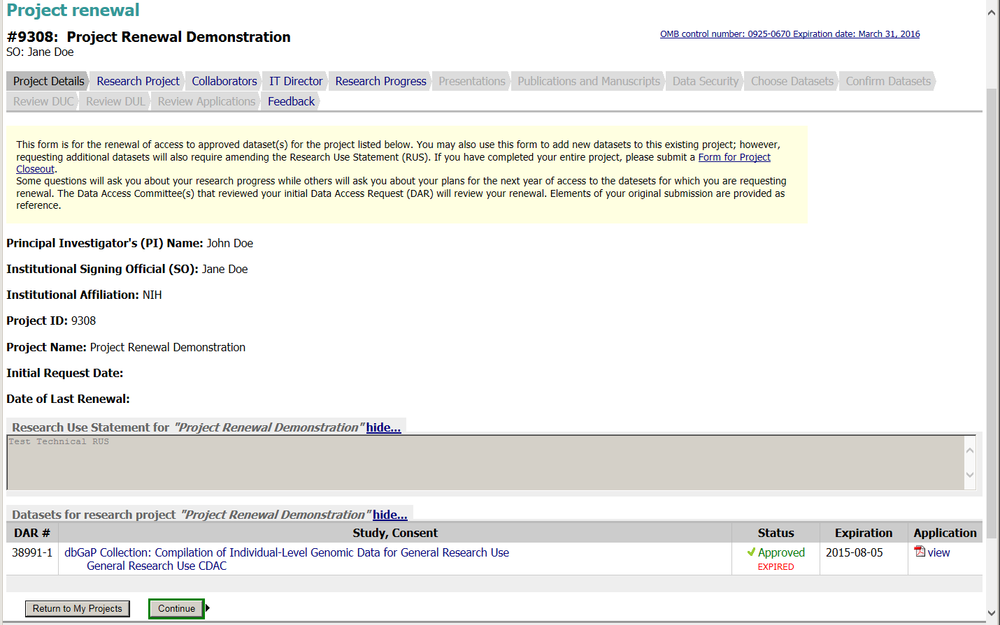 Project renewal
#9308:  Project Renewal Demonstration
OMB control number: 0925-0670 Expiration date: March 31, 2016
SO: Jane Doe
Project Details Research Project Collaborators IT Director Research Progress Presentations Publications and Manuscripts Data Security Choose Datasets Confirm Datasets
Review DUC Review DUL Review Applications Feedback
This form is for the renewal of access to approved dataset(s) for the project listed below. You may also use this form to add new datasets to this existing project; however,
requesting additional datasets will also require amending the Research Use Statement (RUS). If you have completed your entire project, please submit a Form for Project
Closeout.
Some questions will ask you about your research progress while others will ask you about your plans for the next year of access to the datesets for which you are requesting
renewal. The Data Access Committee(s) that reviewed your initial Data Access Request (DAR) will review your renewal. Elements of your original submission are provided as
reference.
Principal Investigator's (PI) Name: John Doe
Institutional Signing Official (SO): Jane Doe
Institutional Affiliation: NIH
Project ID: 9308
Project Name: Project Renewal Demonstration
Initial Request Date:
Date of Last Renewal:
Research Use Statement for "Project Renewal Demonstration" hide...
Test Technical RUS
Datasets for research project "Project Renewal Demonstration" hide...
DAR # Study, Consent Status Expiration Application
38991-1 dbGaP Collection: Compilation of Individual-Level Genomic Data for General Research Use Approved 2015-08-05 view
General Research Use CDAC EXPIRED
Return to My Projects Continue